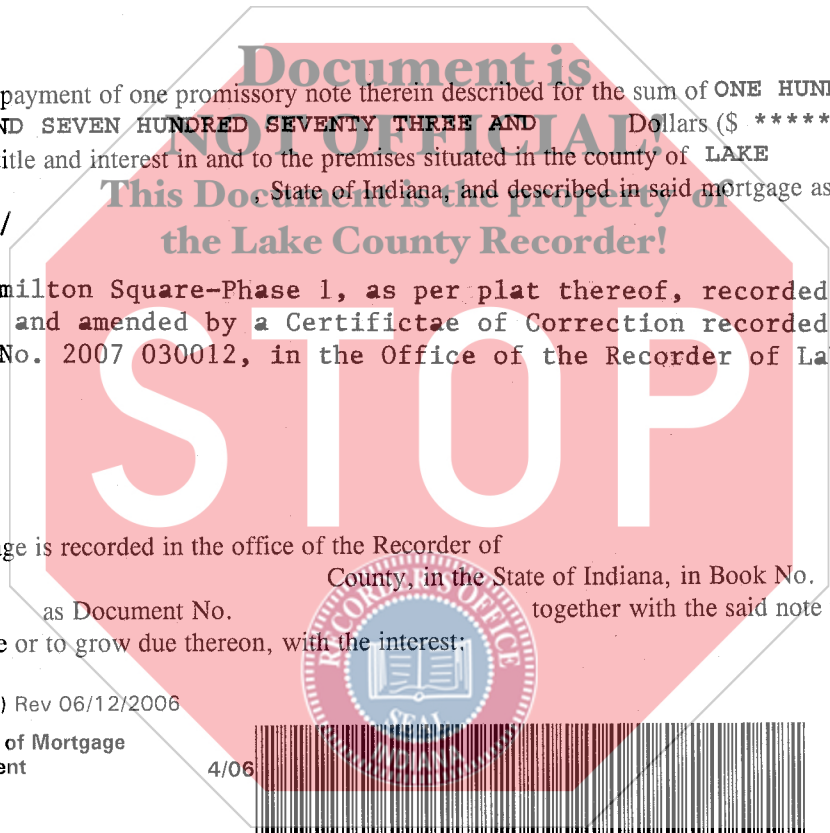 Document is
payment of one promissory note therein described for the sum of ONE HUN
ND SEVEN HUNDRED SEVENTY THREE AND Dollars ($ *****
NOT OFFICIAL!
title and interest in and to the premises situated in the county of LAKE
, State of Indiana, and described in said mortgage as
This Document is the property of
/
the Lake County Recorder!
milton Square-Phase 1, as per plat thereof, recorded
and amended by a Certifictae of Correction recorded
No. 2007 030012, in the Office of the Recorder of La
STOP
ge is recorded in the office of the Recorder of
County, in the State of Indiana, in Book No.
as Document No. together with the said note
e or to grow due thereon, with the interest:
RECORDER'S OFFICE
SEAL
INDIANA
) Rev 06/12/2006
of Mortgage
ent 4/06